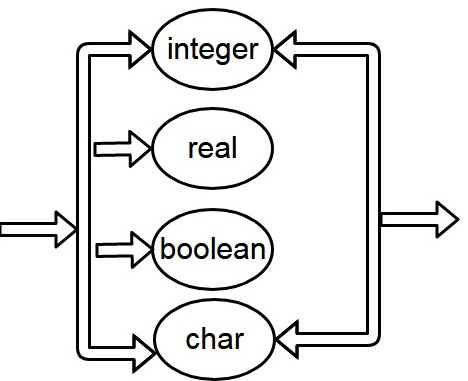 integer
real
boolean
char